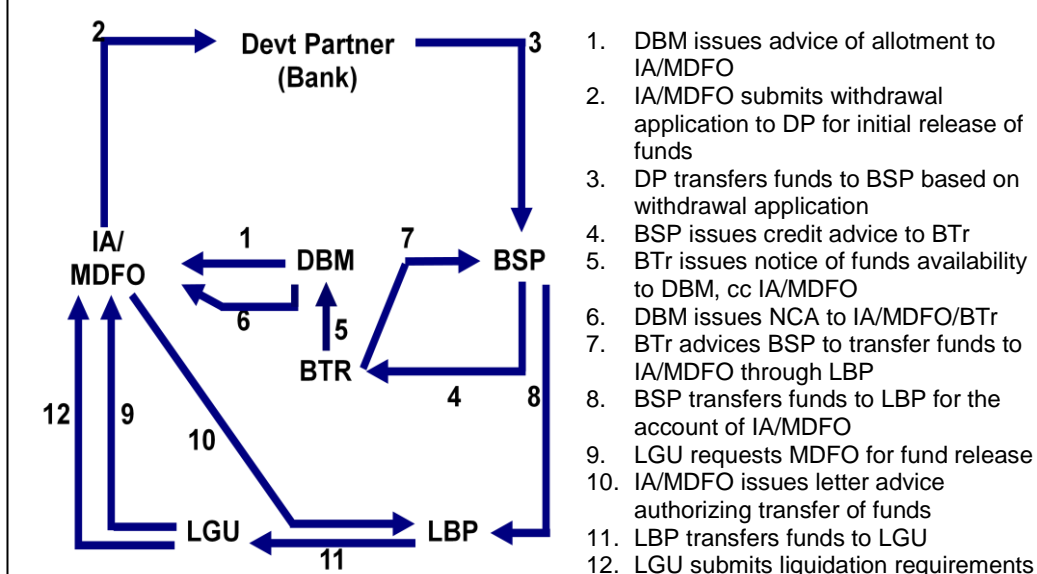 2
Devt Partner
(Bank)
3
IA/
MDFO
1
DBM
7
BSP
6
5
BTR
4
8
12
9
10
LGU
LBP
11
1. DBM issues advice of allotment to
IA/MDFO
2. IA/MDFO submits withdrawal
application to DP for initial release of
funds
3. DP transfers funds to BSP based on
withdrawal application
4. BSP issues credit advice to BTr
5. BTr issues notice of funds availability
to DBM, cc IA/MDFO
6. DBM issues NCA to IA/MDFO/BTr
7. BTr advices BSP to transfer funds to
IA/MDFO through LBP
8. BSP transfers funds to LBP for the
account of IA/MDFO
9. LGU requests MDFO for fund release
10. IA/MDFO issues letter advice
authorizing transfer of funds
11. LBP transfers funds to LGU
12. LGU submits liquidation requirements